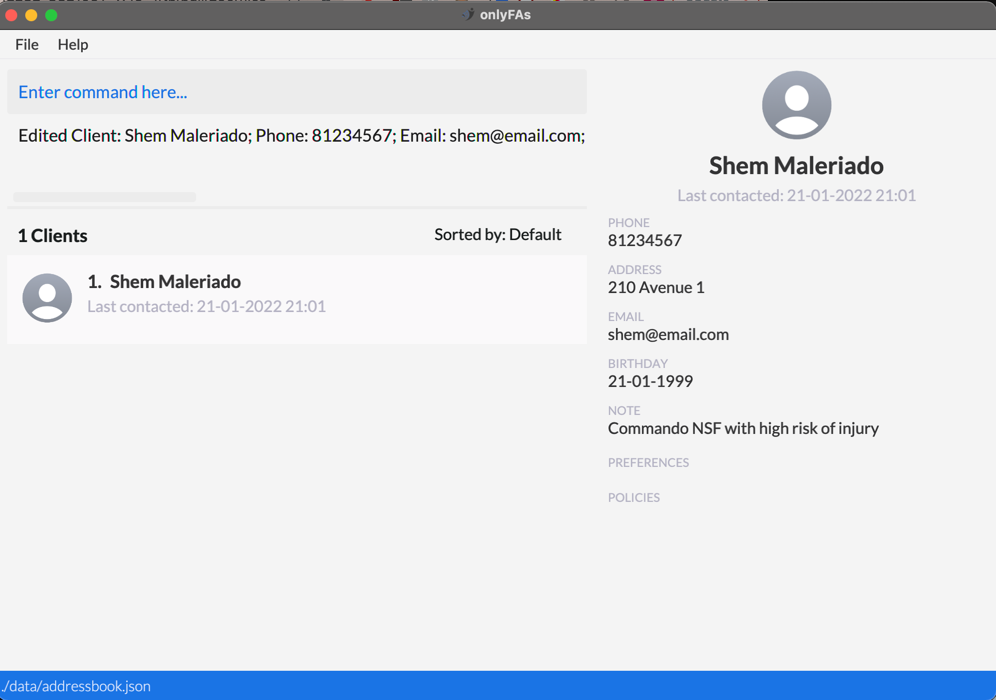 onlyFAs
File Help
Enter command here...
Edited Client: Shem Maleriado; Phone: 81234567; Email: shem@email.com;
1 Clients
Sorted by: Default
1. Shem Maleriado
Last contacted: 21-01-2022 21:01
Shem Maleriado
Last contacted: 21-01-2022 21:01
PHONE
81234567
ADDRESS
210 Avenue 1
EMAIL
shem@email.com
BIRTHDAY
21-01-1999
NOTE
Commando NSF with high risk of injury
PREFERENCES
POLICIES
./data/addressbook.json